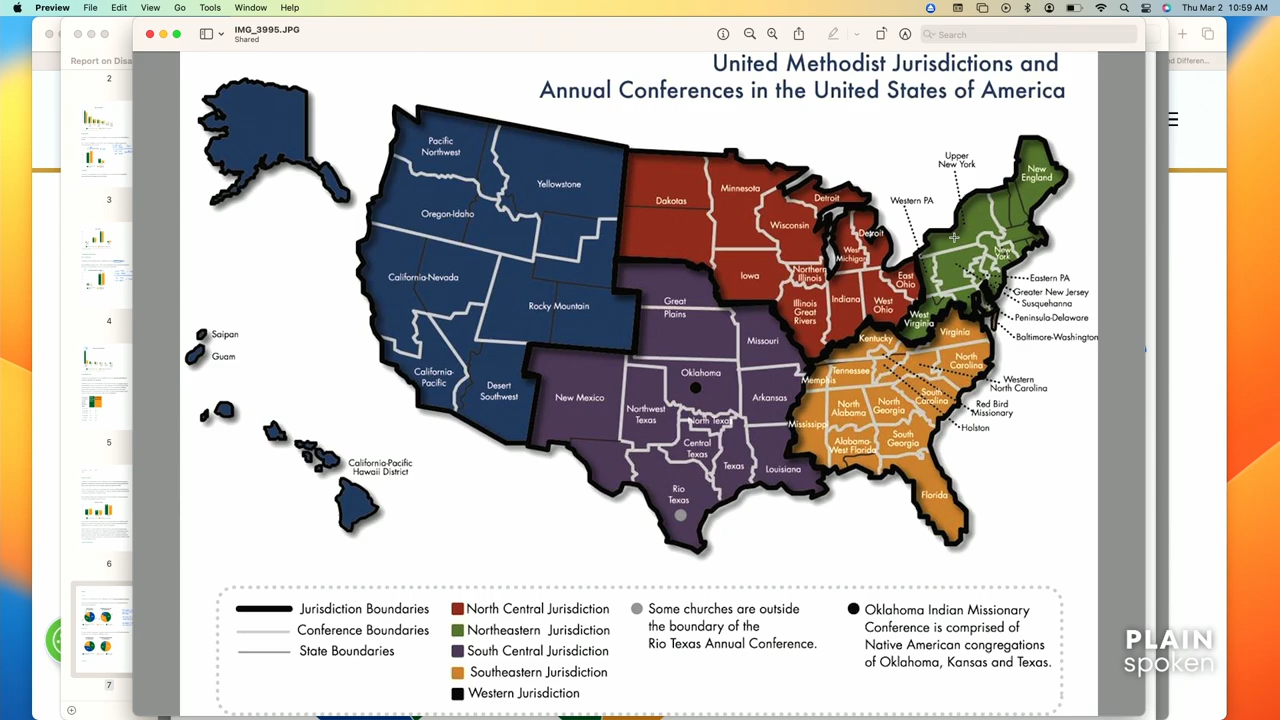 Preview File Edit View Go Tools Window Help
Thu Mar 2 10:59 AM
IMG_3995.JPG
Shared
Search
Report on Disa
2
3
4
5
6
7
United Methodist Jurisdictions and
Annual Conferences in the United States of America
Pacific
Northwest
Yellowstone
Oregon-Idaho
California-Nevada
Rocky Mountain
California-
Pacific
Desert
Southwest
Saipan
Guam
California-Pacific
Hawaii District
Dakotas
Minnesota
Wisconsin
Detroit
Detroit
West
Michigan
Iowa
Northern
Illinois
Illinois
Great
Rivers
Indiana
West
Ohio
East
Ohio
Great
Plains
Missouri
Oklahoma
Arkansas
New Mexico
Northwest
Texas
North Texas
Central
Texas
Texas
Louisiana
Rio
Texas
Upper
New York
Western PA
New
England
New
York
Eastern PA
Greater New Jersey
Susquehanna
Peninsula-Delaware
Baltimore-Washington
West
Virginia
Virginia
Kentucky
North
Carolina
Tennessee
Memphis
Western
North Carolina
South
Carolina
Red Bird
Missionary
Holston
North
Alabama
North
Georgia
Mississippi
Alabama-
West Florida
South
Georgia
Florida
Jurisdiction Boundaries
Conference Boundaries
State Boundaries
North Central Jurisdiction
Northeastern Jurisdiction
South Central Jurisdiction
Southeastern Jurisdiction
Western Jurisdiction
Some churches are outside
the boundary of the
Rio Texas Annual Conference.
Oklahoma Indian Missionary
Conference is comprised of
Native American congregations
of Oklahoma, Kansas and Texas.
PLAIN
spoken